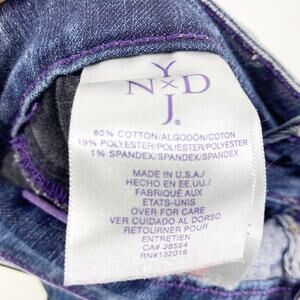 Y
N x D
J.
80% COTTON/ALGODÓN/COTON
19% POLYESTER/POLIESTER/POLYESTER
1% SPANDEX/SPANDEX/SPANDEX
MADE IN U.S.A./
HECHO EN EE.UU./
FABRIQUÉ AUX
ETATS-UNIS
OVER FOR CARE
VER CUIDADO AL DORSO
RETOURNER POUR
ENTRETIEN
CA# 38554
RN#132016